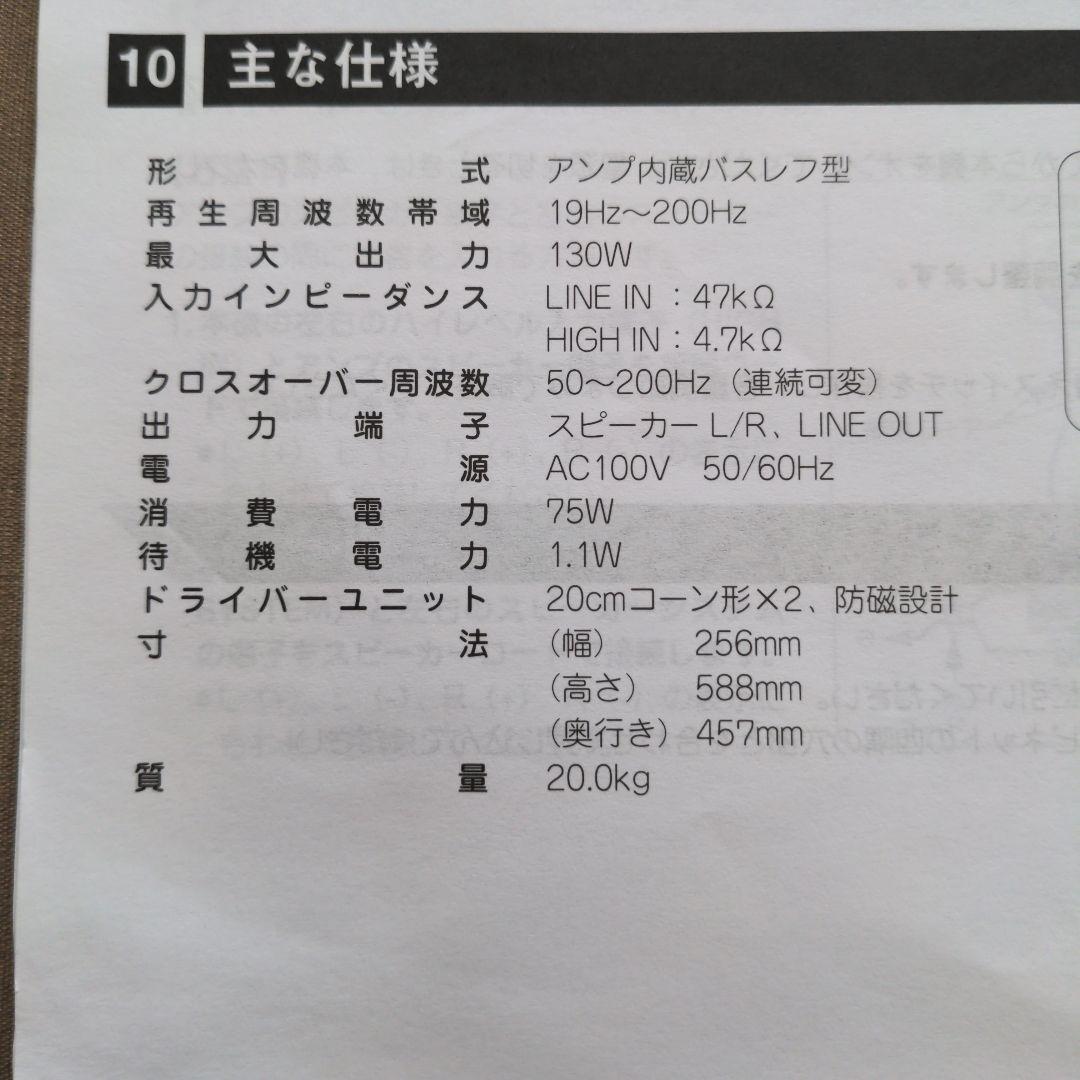 10 主な仕様
形式 アンプ内蔵バスレフ型
再生周波数帯域 19Hz～200Hz
最大出力 130W
入力インピーダンス LINE IN：47kΩ
HIGH IN：4.7kΩ
クロスオーバー周波数 50～200Hz（連続可変）
出力端子 スピーカー L/R、LINE OUT
電源 AC100V 50/60Hz
消費電力 75W
待機電力 1.1W
ドライバーユニット 20cmコーン形×2、防磁設計
寸法 （幅） 256mm
（高さ） 588mm
（奥行き） 457mm
質量 20.0kg